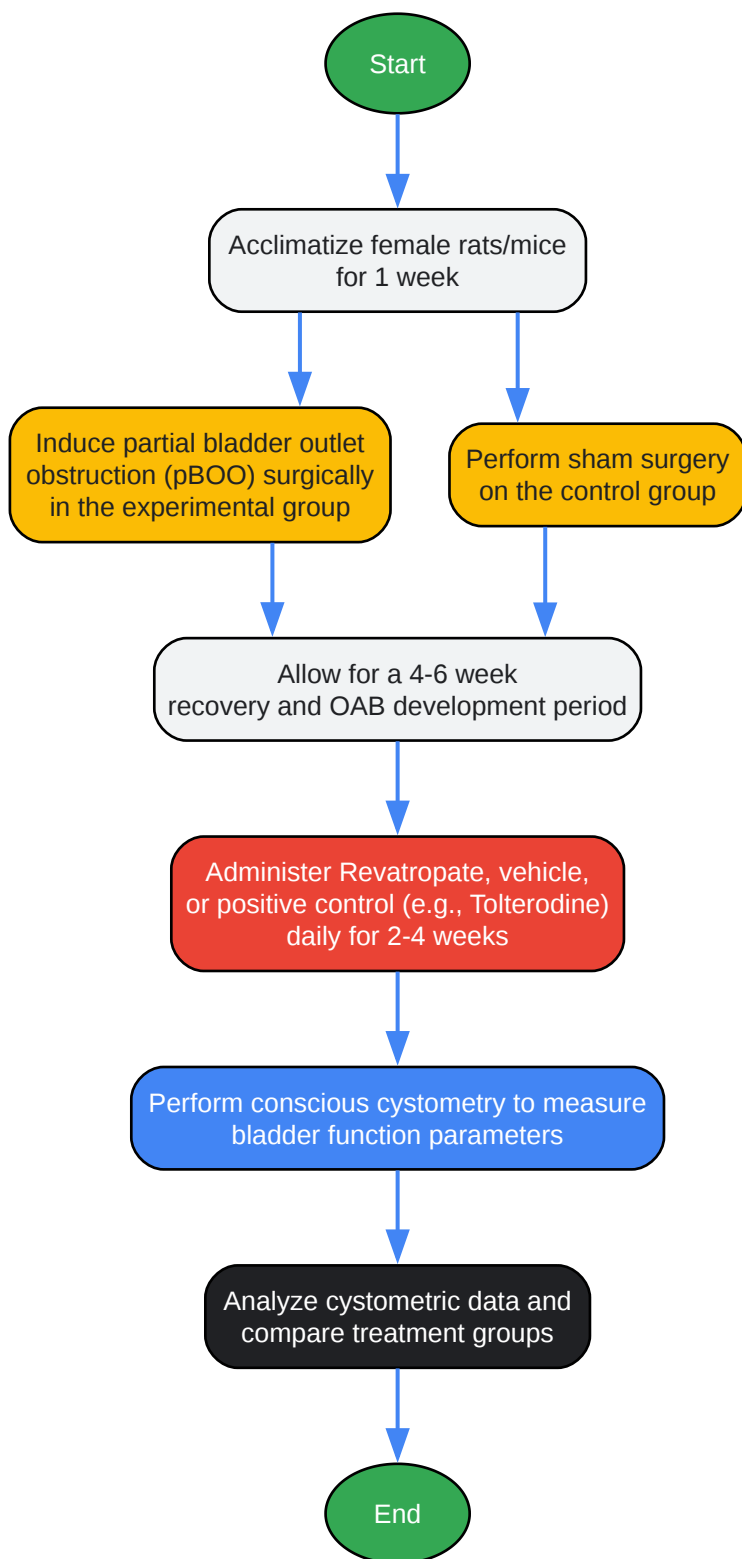 Start
Acclimatize female rats/mice
for 1 week
Induce partial bladder outlet
obstruction (pBOO) surgically
in the experimental group
Perform sham surgery
on the control group
Allow for a 4-6 week
recovery and OAB development period
Administer Revatropate, vehicle,
or positive control (e.g., Tolterodine)
daily for 2-4 weeks
Perform conscious cystometry to measure
bladder function parameters
Analyze cystometric data and
compare treatment groups
End